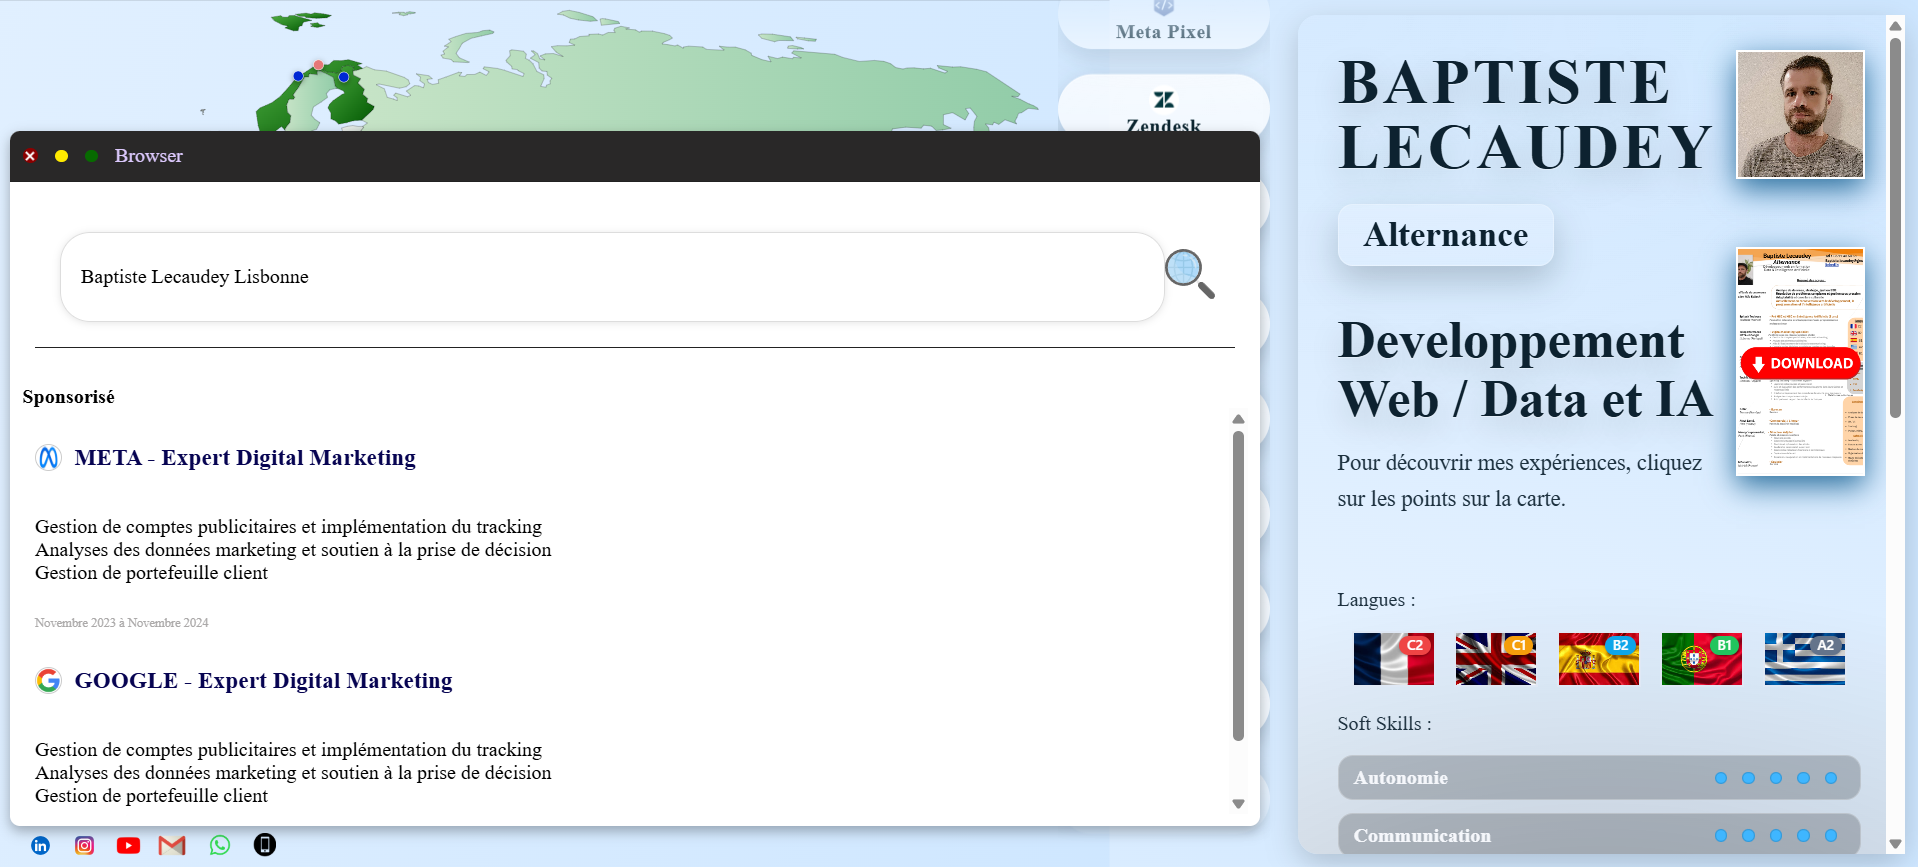 Meta Pixel
Zendesk
Browser
Baptiste Lecaudey Lisbonne
Sponsorisé
META - Expert Digital Marketing
Gestion de comptes publicitaires et implémentation du tracking
Analyses des données marketing et soutien à la prise de décision
Gestion de portefeuille client
Novembre 2023 à Novembre 2024
GOOGLE - Expert Digital Marketing
Gestion de comptes publicitaires et implémentation du tracking
Analyses des données marketing et soutien à la prise de décision
Gestion de portefeuille client
BAPTISTE
LECAUDEY
Alternance
Developpement
Web / Data et IA
Pour découvrir mes expériences, cliquez
sur les points sur la carte.
Baptiste Lecaudey
Alternance
DOWNLOAD
Langues :
C2 C1 B2 B1 A2
Soft Skills :
Autonomie
Communication